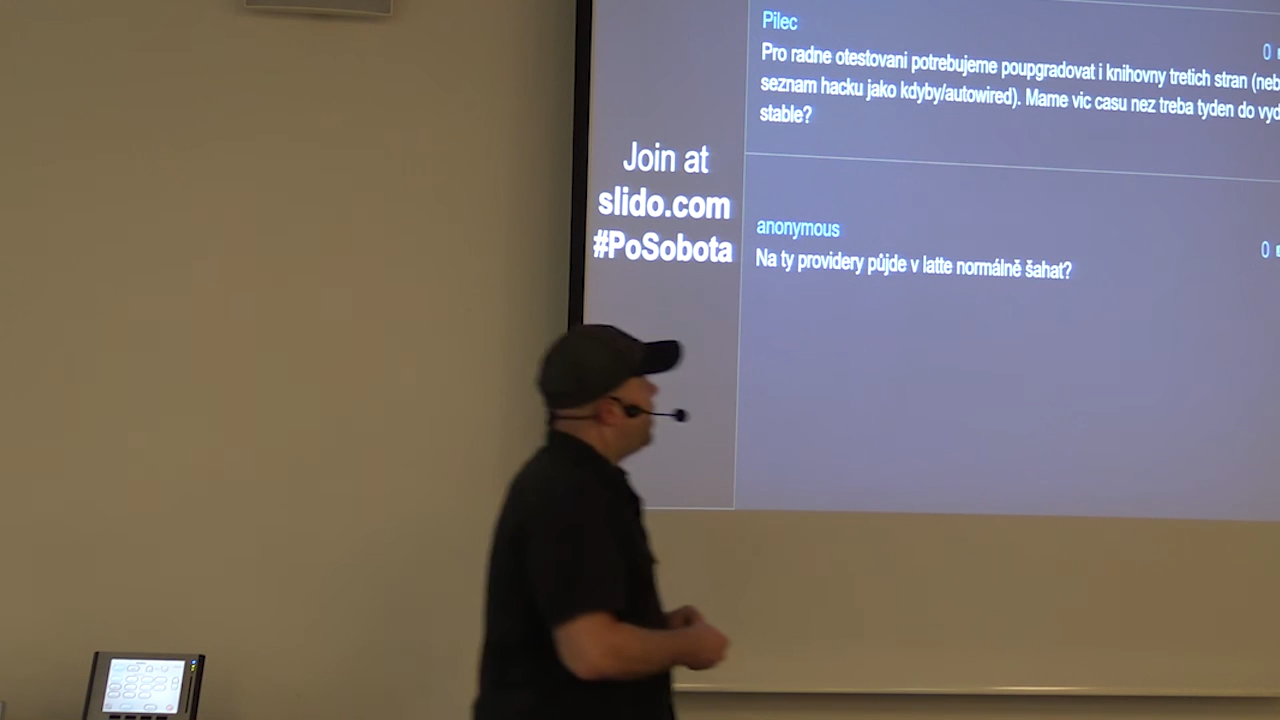 Pilec
0
Pro radne otestovani potrebujeme poupgradovat i knihovny tretich stran (neb
seznam hacku jako kdyby/autowired). Mame vic casu nez treba tyden do vyd
stable?
Join at
slido.com
#PoSobota
anonymous
0
Na ty providery půjde v latte normálně šahat?